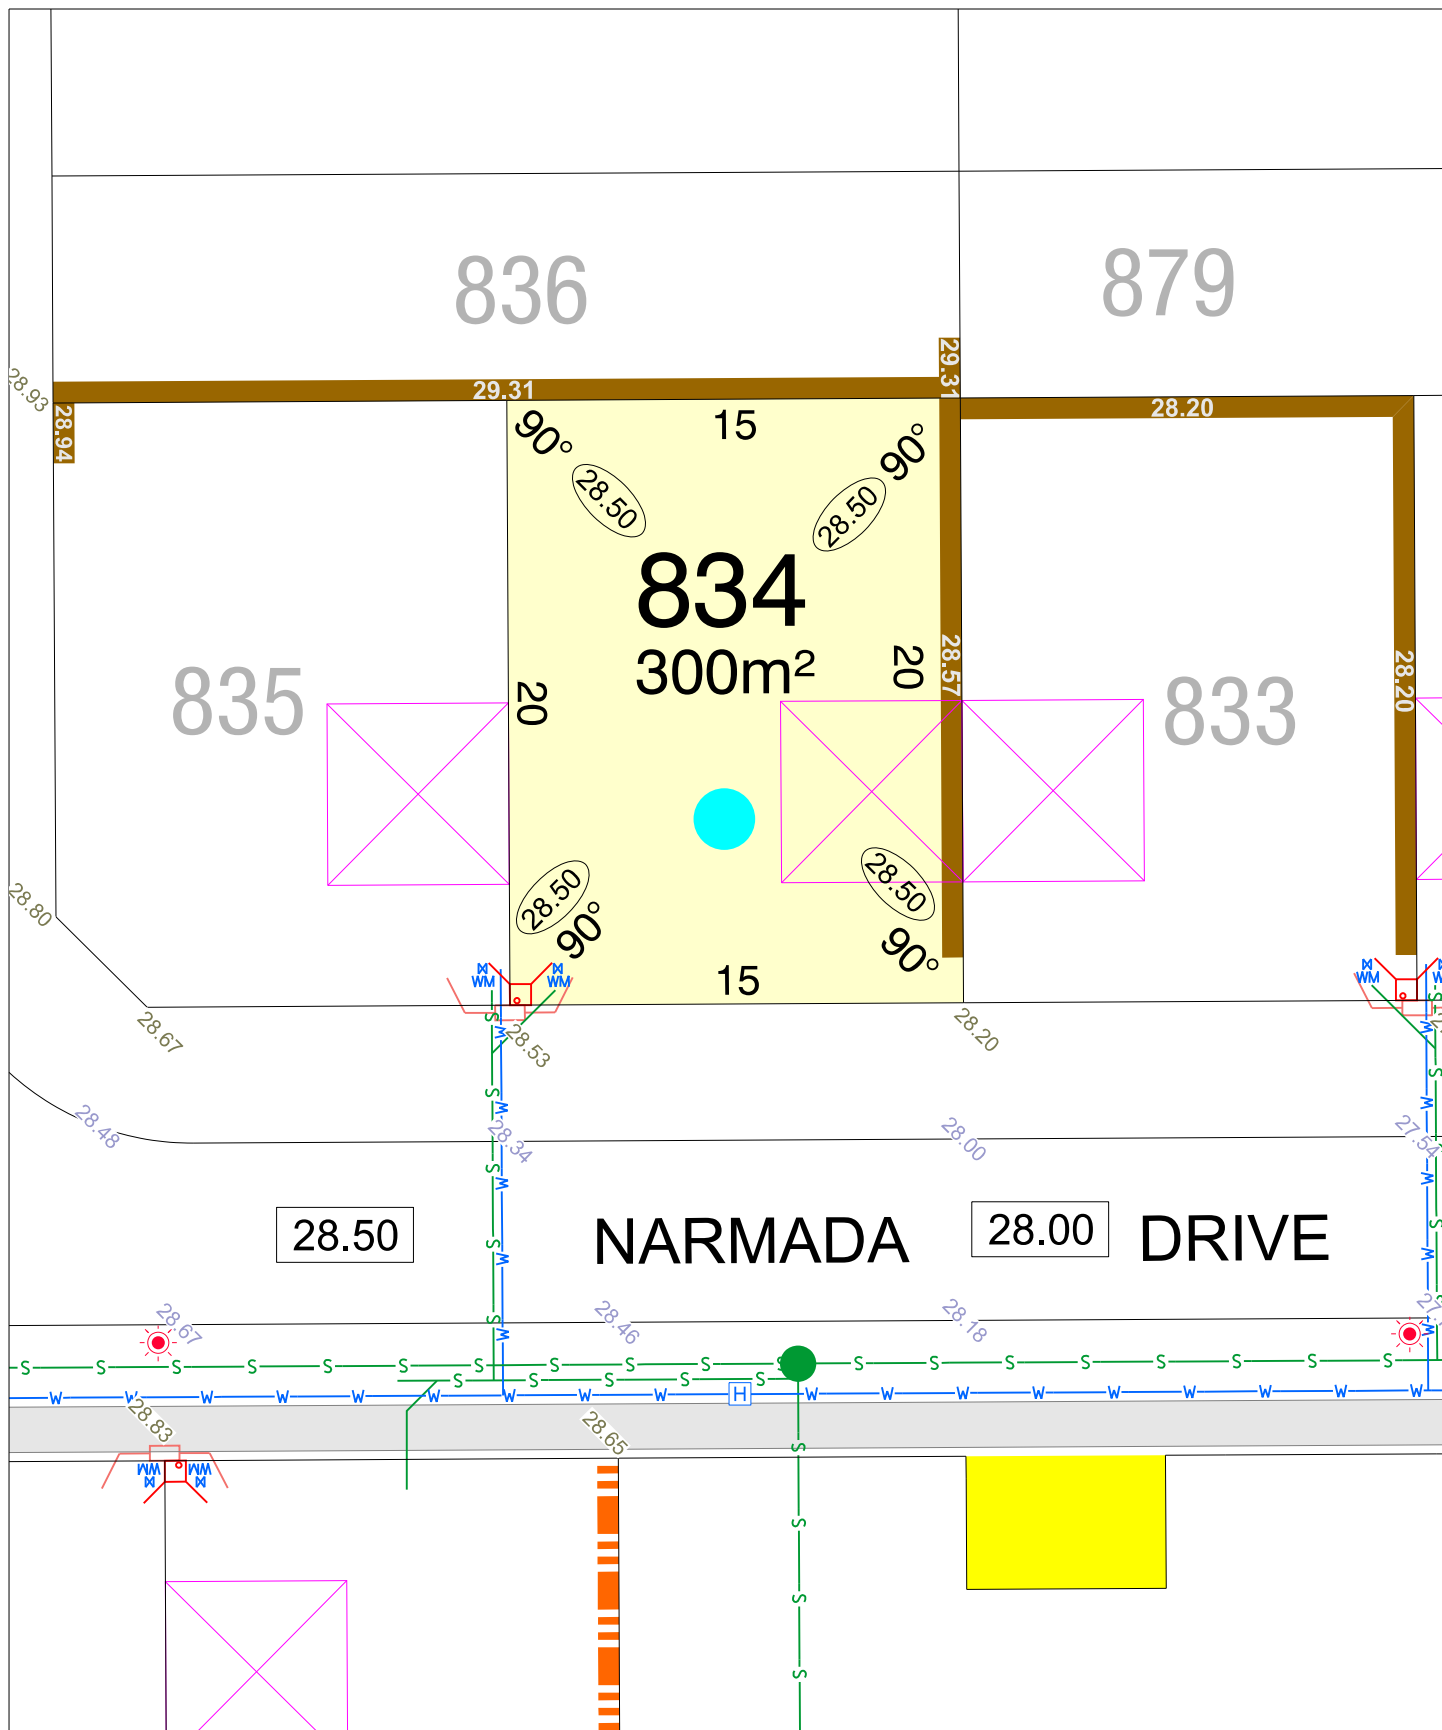 836
879
28.93
29.31
29.31
28.94
28.20
90°
15
90°
28.50
28.50
834
300m²
20
20
28.57
28.20
835
833
28.50
28.50
28.80
90°
90°
15
WM
WM
WM
28.67
28.53
28.20
S
W
S
S
W
W
S
28.48
28.34
28.00
27.54
S
W
W
S
28.50
NARMADA
28.00
DRIVE
S
W
W
S
28.67
28.46
28.18
S
W
W
S S S S S S S S S S S S S S S S S S
S S S S S
W W W W W W W W W H W W W W W W W W W
28.83
28.65
WM
WM
S
S
S
S